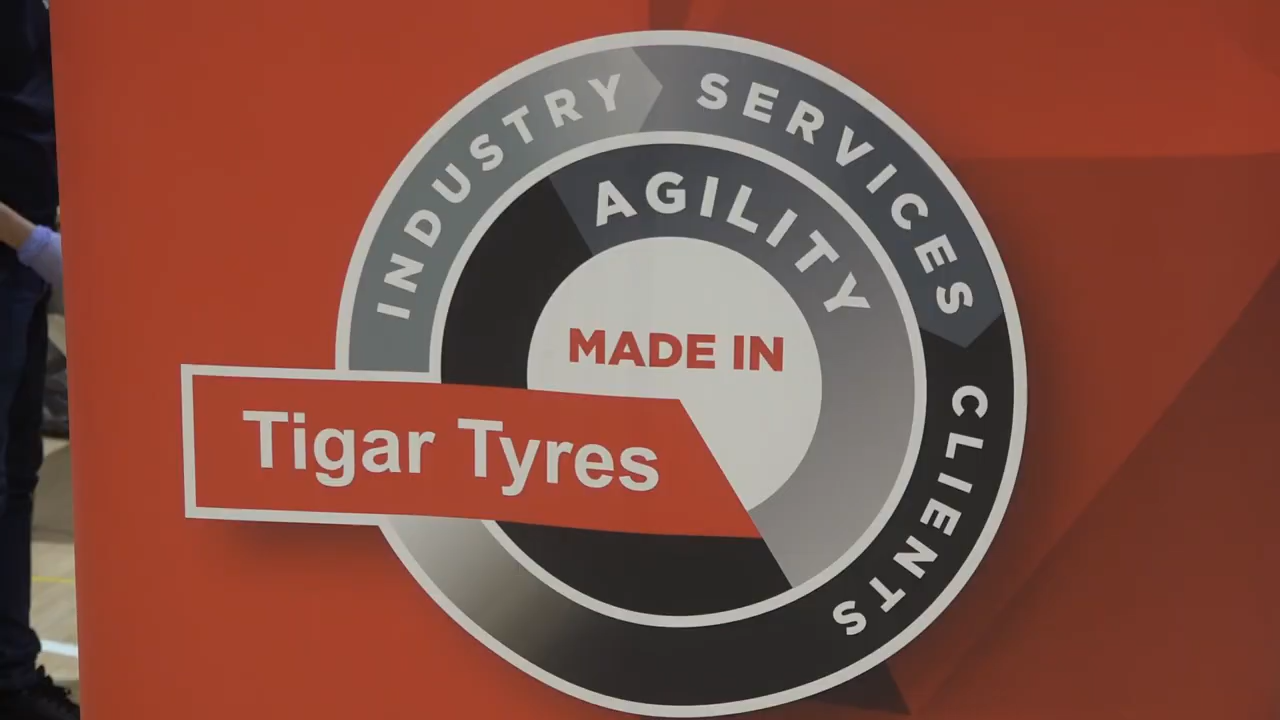 INDUSTRY
SERVICES
CLIENTS
AGILITY
MADE IN
Tigar Tyres